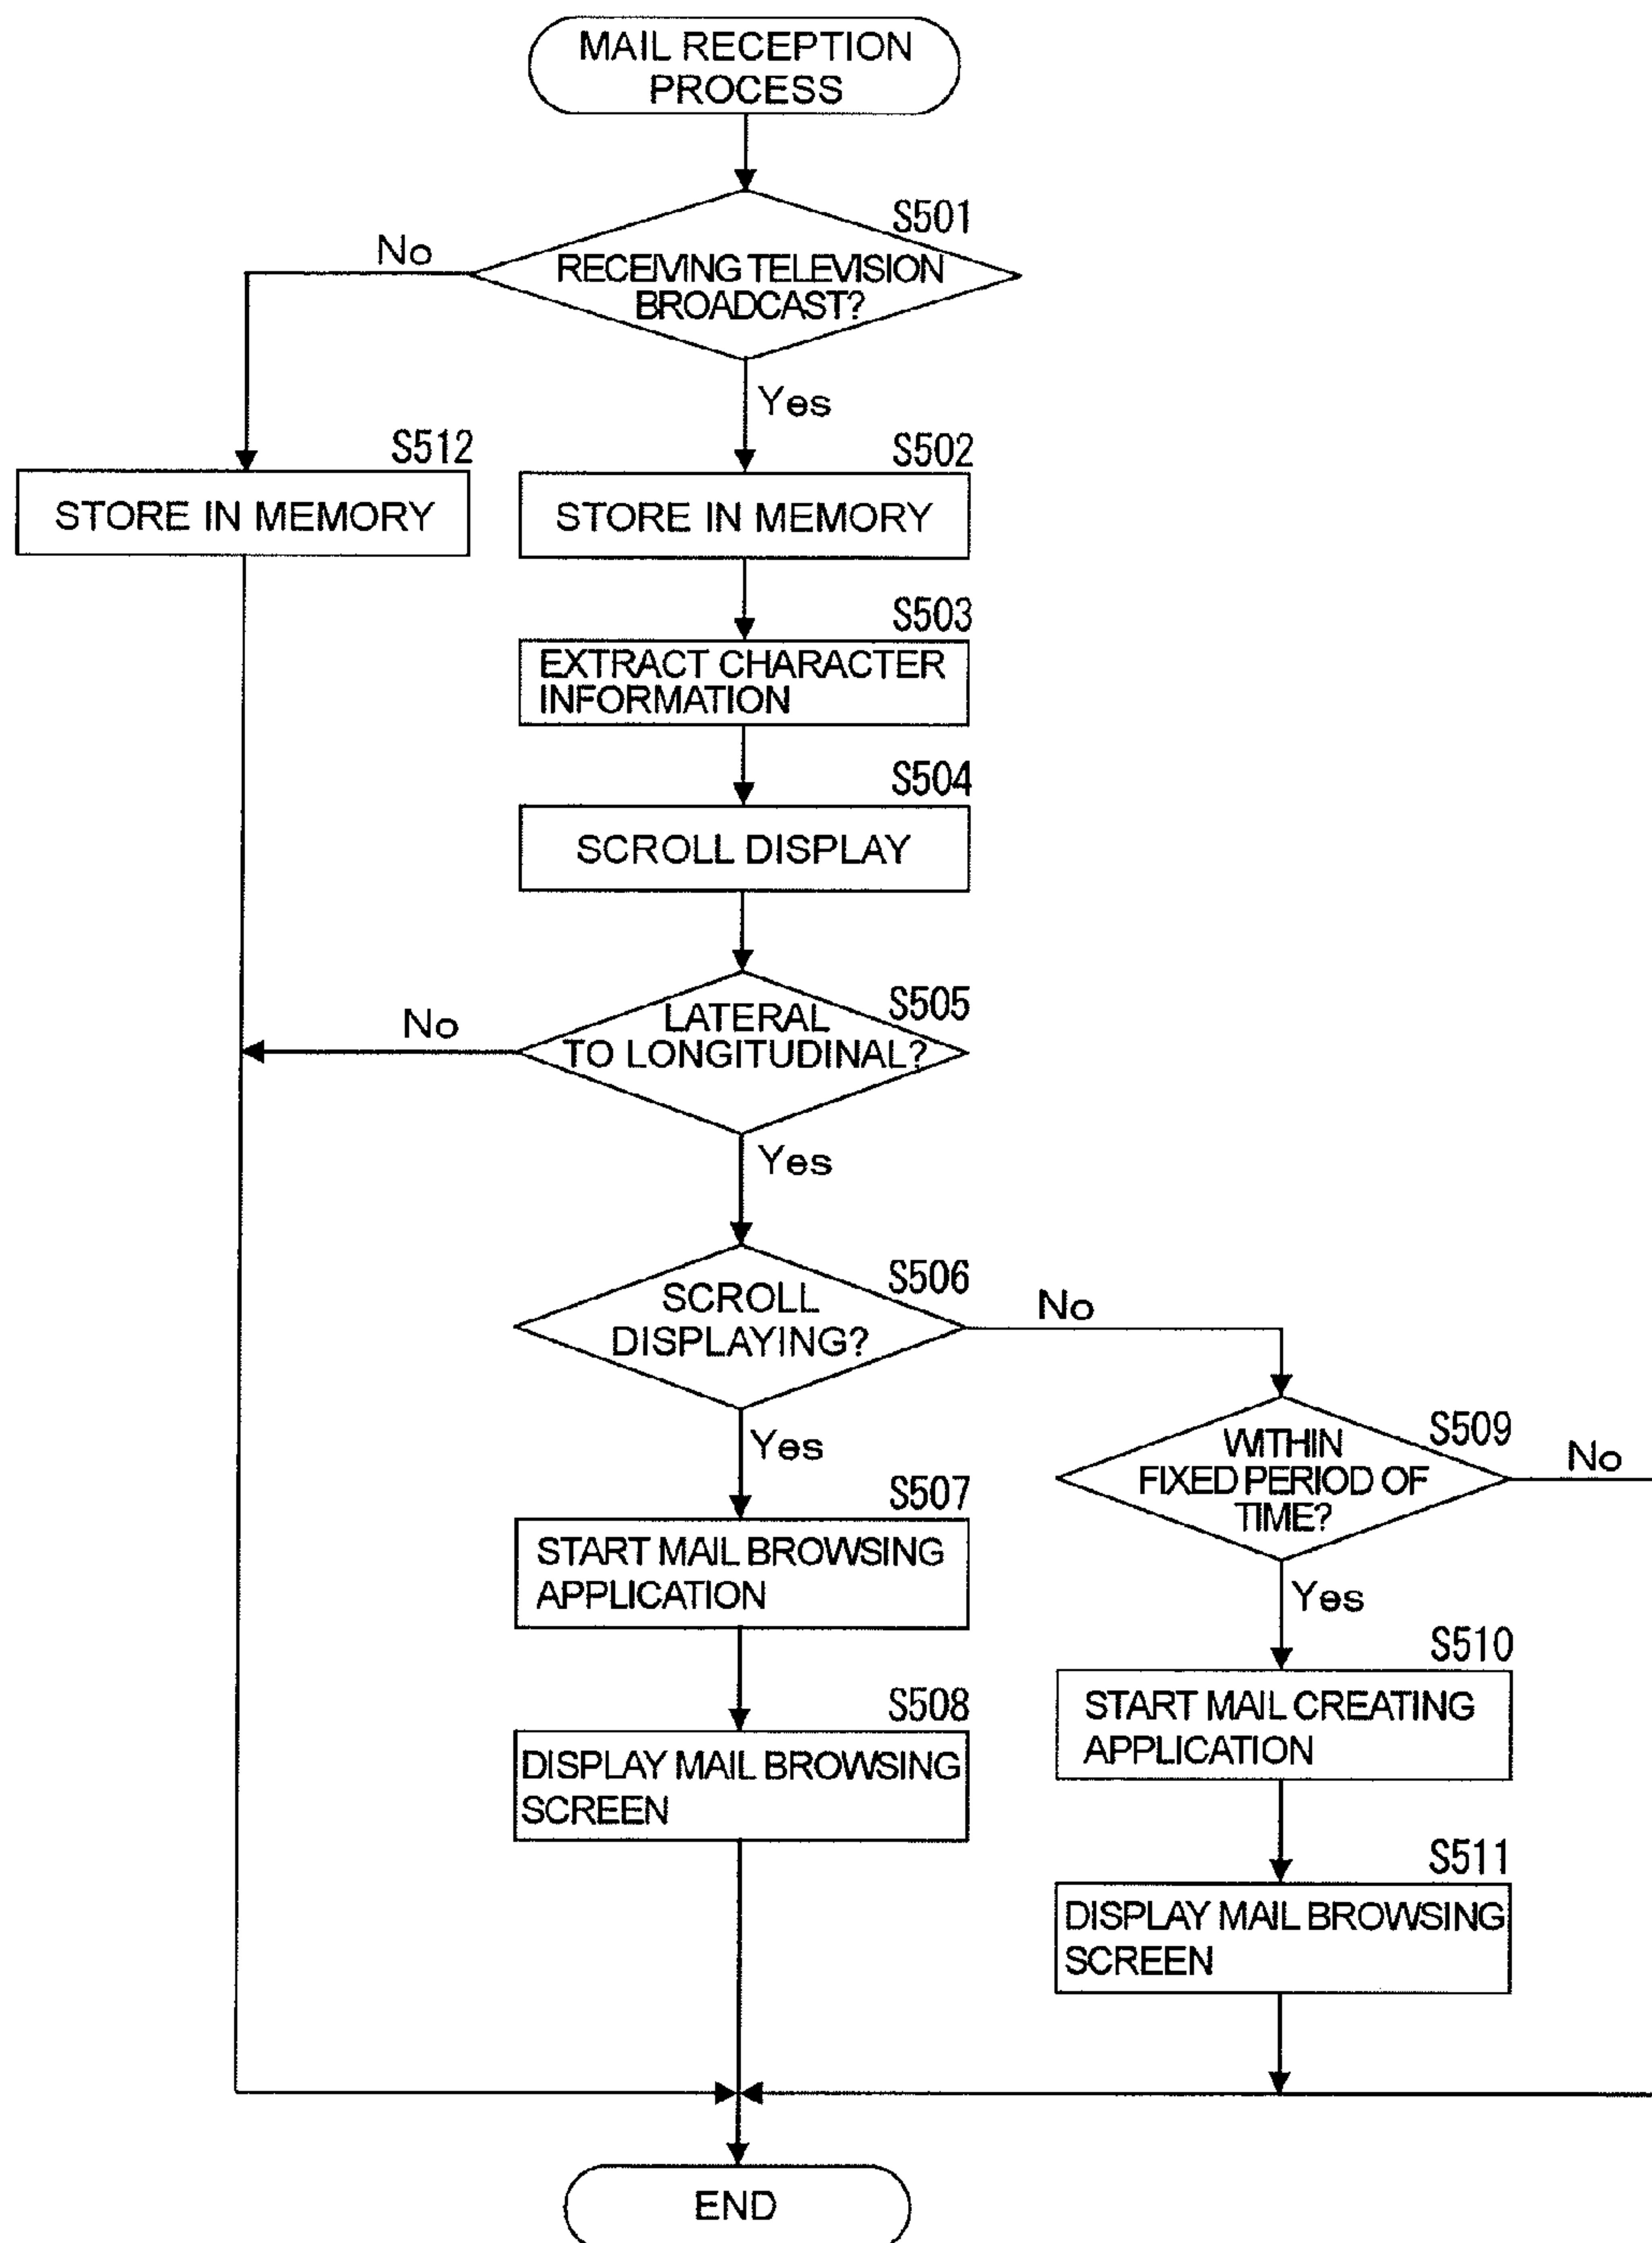 MAIL RECEPTION
PROCESS
S501
No
RECEIVING TELEVISION
BROADCAST?
Yes
S512
STORE IN MEMORY
S502
STORE IN MEMORY
S503
EXTRACT CHARACTER
INFORMATION
S504
SCROLL DISPLAY
S505
No
LATERAL
TO LONGITUDINAL?
Yes
S506
SCROLL
DISPLAYING?
No
Yes
S509
WITHIN
FIXED PERIOD OF
TIME?
No
Yes
S507
START MAIL BROWSING
APPLICATION
S508
DISPLAY MAIL BROWSING
SCREEN
S510
START MAIL CREATING
APPLICATION
S511
DISPLAY MAIL BROWSING
SCREEN
END